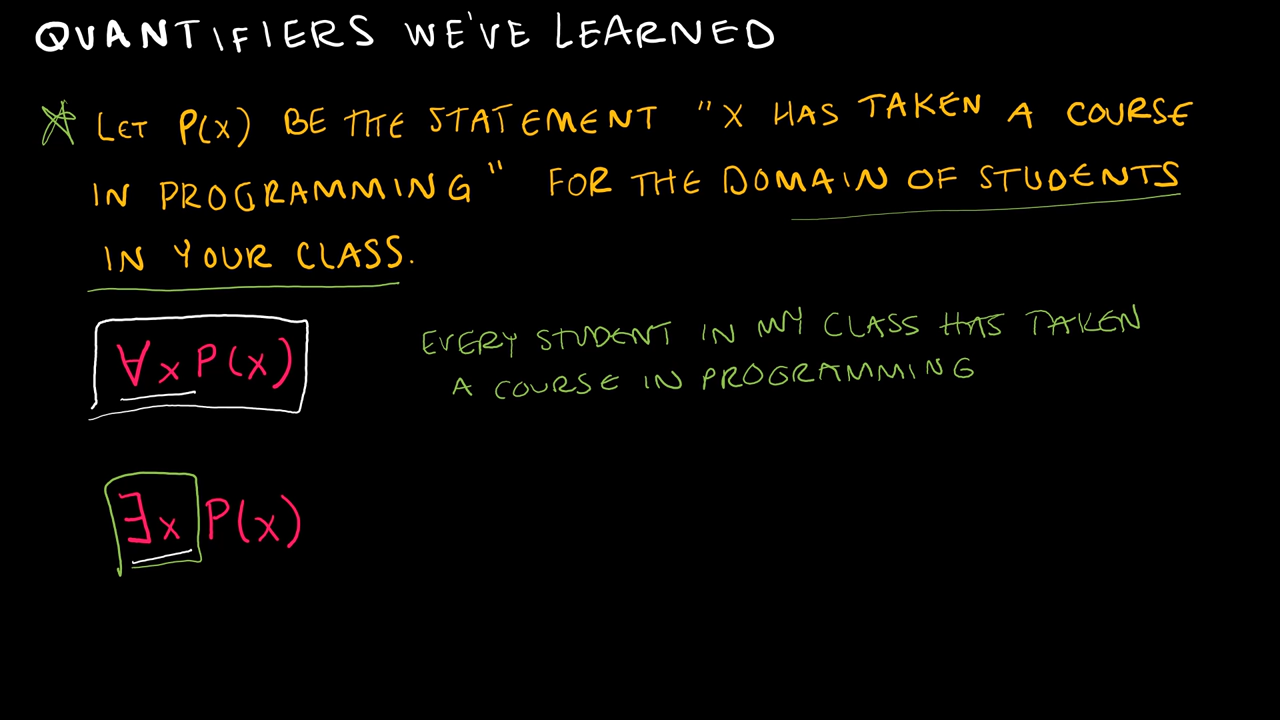 QUANTIFIERS WE'VE LEARNED
LET P(X) BE THE STATEMENT "X HAS TAKEN A COURSE
IN PROGRAMMING" FOR THE DOMAIN OF STUDENTS
IN YOUR CLASS.
∀x P(x)
EVERY STUDENT IN MY CLASS HAS TAKEN
A COURSE IN PROGRAMMING
∃x P(x)